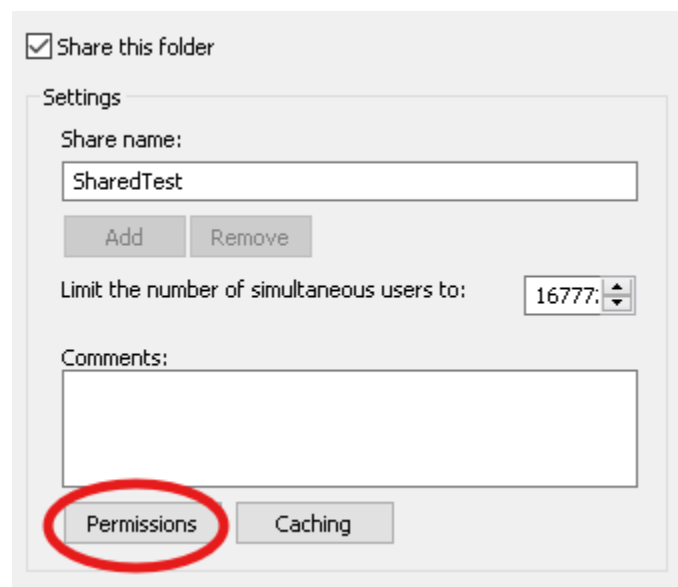 Share this folder
Settings
Share name:
SharedTest
Add Remove
Limit the number of simultaneous users to: 16777
Comments:
Permissions Caching